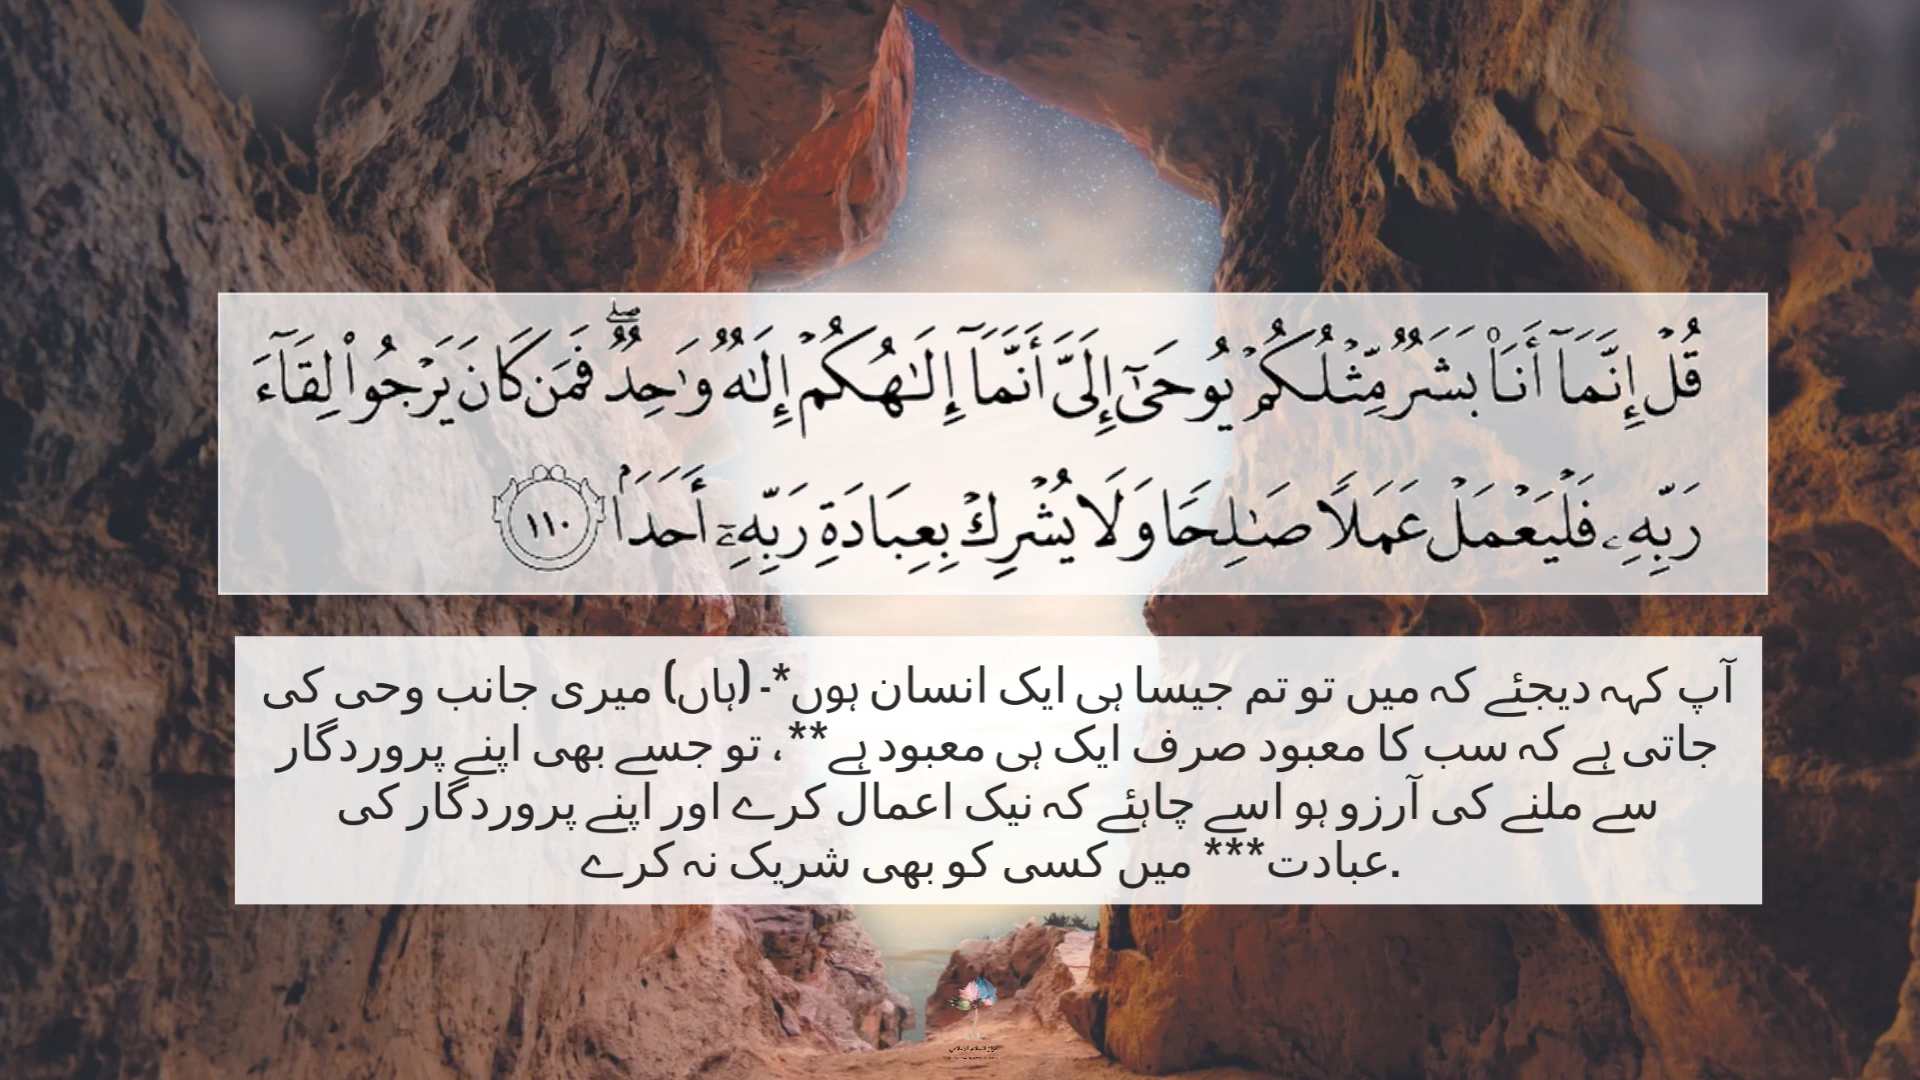 قُلْ إِنَّمَآ أَنَا۠ بَشَرٌ مِّثْلُكُمْ يُوحَىٰٓ إِلَىَّ أَنَّمَآ إِلَـٰهُكُمْ إِلَـٰهٌ وَٰحِدٌ ۖ فَمَن كَانَ يَرْجُوا۟ لِقَآءَ
رَبِّهِۦ فَلْيَعْمَلْ عَمَلًا صَـٰلِحًا وَلَا يُشْرِكْ بِعِبَادَةِ رَبِّهِۦٓ أَحَدَۢا ١١٠
آپ کہہ دیجئے کہ میں تو تم جیسا ہی ایک انسان ہوں*- (ہاں) میری جانب وحی کی
جاتی ہے کہ سب کا معبود صرف ایک ہی معبود ہے**، تو جسے بھی اپنے پروردگار
سے ملنے کی آرزو ہو اسے چاہئے کہ نیک اعمال کرے اور اپنے پروردگار کی
عبادت*** میں کسی کو بھی شریک نہ کرے.